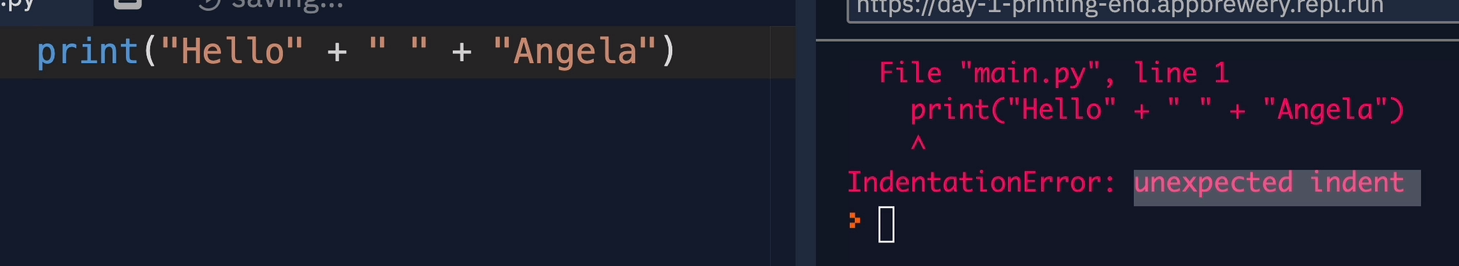 .py
saving...
print("Hello" + " " + "Angela")
https://day-1-printing-end.appbrewery.repl.run
File "main.py", line 1
print("Hello" + " " + "Angela")
^
IndentationError: unexpected indent